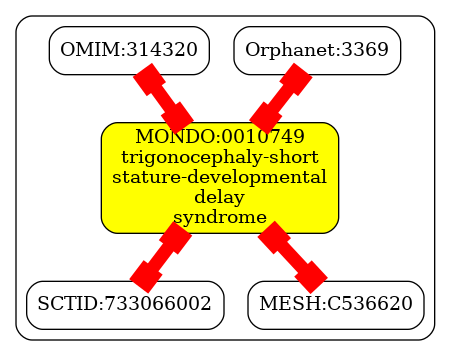 OMIM:314320
Orphanet:3369
MONDO:0010749
trigonocephaly-short
stature-developmental
delay
syndrome
SCTID:733066002
MESH:C536620